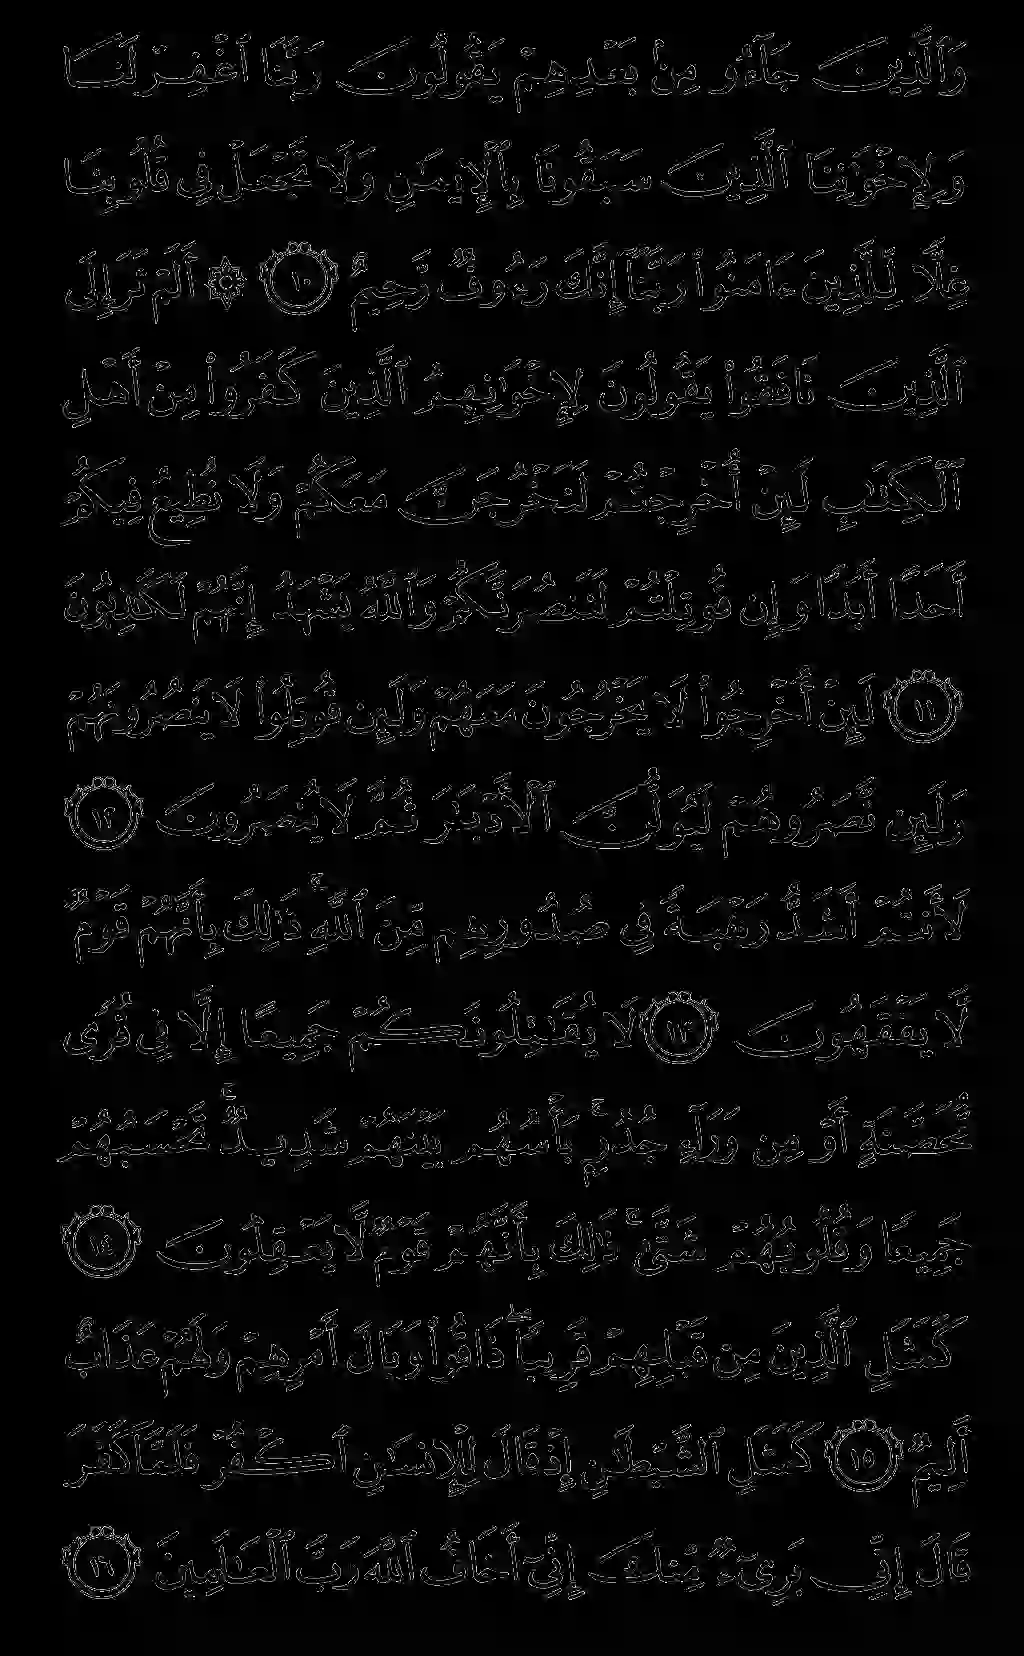 وَٱلَّذِينَ جَآءُو مِنۢ بَعْدِهِمْ يَقُولُونَ رَبَّنَا ٱغْفِرْ لَنَا
وَلِإِخْوَٰنِنَا ٱلَّذِينَ سَبَقُونَا بِٱلْإِيمَٰنِ وَلَا تَجْعَلْ فِى قُلُوبِنَا
غِلًّا لِّلَّذِينَ ءَامَنُوا۟ رَبَّنَآ إِنَّكَ رَءُوفٌ رَّحِيمٌ ١٠ ۞ أَلَمْ تَرَ إِلَى
ٱلَّذِينَ نَافَقُوا۟ يَقُولُونَ لِإِخْوَٰنِهِمُ ٱلَّذِينَ كَفَرُوا۟ مِنْ أَهْلِ
ٱلْكِتَٰبِ لَئِنْ أُخْرِجْتُمْ لَنَخْرُجَنَّ مَعَكُمْ وَلَا نُطِيعُ فِيكُمْ
أَحَدًا أَبَدًا وَإِن قُوتِلْتُمْ لَنَنصُرَنَّكُمْ وَٱللَّهُ يَشْهَدُ إِنَّهُمْ لَكَٰذِبُونَ
١١ لَئِنْ أُخْرِجُوا۟ لَا يَخْرُجُونَ مَعَهُمْ وَلَئِن قُوتِلُوا۟ لَا يَنصُرُونَهُمْ
وَلَئِن نَّصَرُوهُمْ لَيُوَلُّنَّ ٱلْأَدْبَٰرَ ثُمَّ لَا يُنصَرُونَ ١٢
لَأَنتُمْ أَشَدُّ رَهْبَةً فِى صُدُورِهِم مِّنَ ٱللَّهِ ۚ ذَٰلِكَ بِأَنَّهُمْ قَوْمٌ
لَّا يَفْقَهُونَ ١٣ لَا يُقَٰتِلُونَكُمْ جَمِيعًا إِلَّا فِى قُرًى
مُّحَصَّنَةٍ أَوْ مِن وَرَآءِ جُدُرٍۭ ۚ بَأْسُهُم بَيْنَهُمْ شَدِيدٌ ۚ تَحْسَبُهُمْ
جَمِيعًا وَقُلُوبُهُمْ شَتَّىٰ ۚ ذَٰلِكَ بِأَنَّهُمْ قَوْمٌ لَّا يَعْقِلُونَ ١٤
كَمَثَلِ ٱلَّذِينَ مِن قَبْلِهِمْ قَرِيبًا ۖ ذَاقُوا۟ وَبَالَ أَمْرِهِمْ وَلَهُمْ عَذَابٌ
أَلِيمٌ ١٥ كَمَثَلِ ٱلشَّيْطَٰنِ إِذْ قَالَ لِلْإِنسَٰنِ ٱكْفُرْ فَلَمَّا كَفَرَ
قَالَ إِنِّى بَرِىٓءٌ مِّنكَ إِنِّىٓ أَخَافُ ٱللَّهَ رَبَّ ٱلْعَٰلَمِينَ ١٦